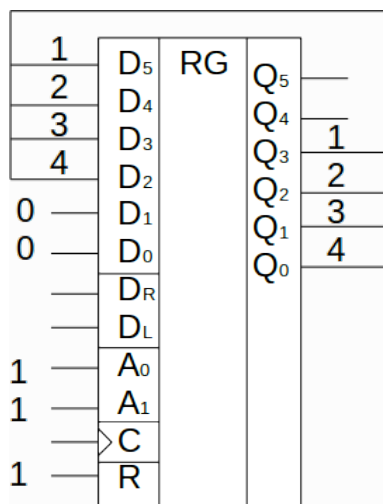 1 D5 RG Q5
2 D4 Q4
3 D3 Q3 1
4 D2 Q2 2
0 D1 Q1 3
0 D0 Q0 4
DR
DL
1 A0
1 A1
C
1 R